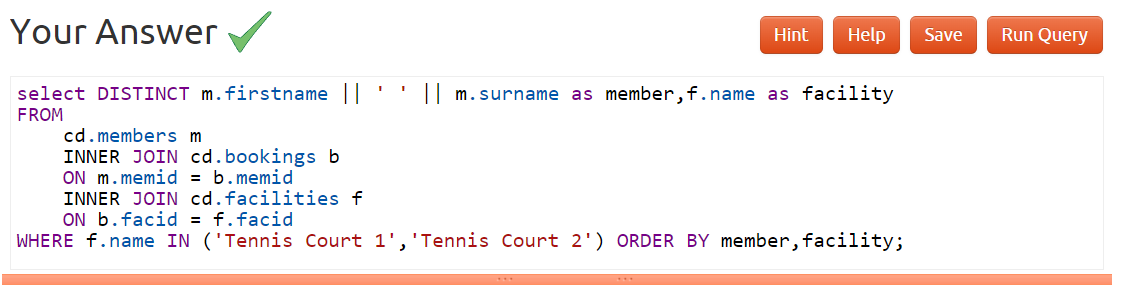 Your Answer
Hint Help Save Run Query
select DISTINCT m.firstname || ' ' || m.surname as member,f.name as facility
FROM
    cd.members m
    INNER JOIN cd.bookings b
    ON m.memid = b.memid
    INNER JOIN cd.facilities f
    ON b.facid = f.facid
WHERE f.name IN ('Tennis Court 1','Tennis Court 2') ORDER BY member,facility;